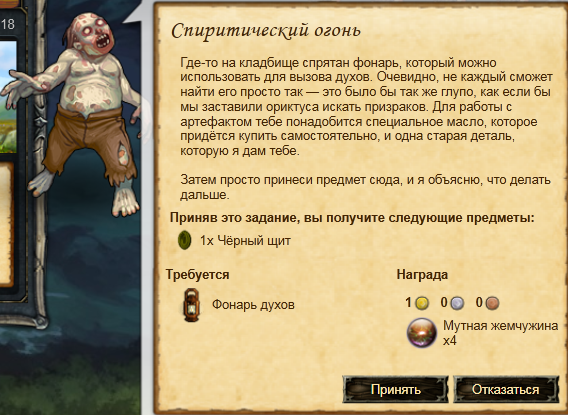 18
Спиритический огонь
Где-то на кладбище спрятан фонарь, который можно
использовать для вызова духов. Очевидно, не каждый сможет
найти его просто так — это было бы так же глупо, как если бы
мы заставили ориктуса искать призраков. Для работы с
артефактом тебе понадобится специальное масло, которое
придётся купить самостоятельно, и одна старая деталь,
которую я дам тебе.
Затем просто принеси предмет сюда, и я объясню, что делать
дальше.
Приняв это задание, вы получите следующие предметы:
1x Чёрный щит
Требуется
Фонарь духов
Награда
1 0 0
Мутная жемчужина
x4
Принять
Отказаться